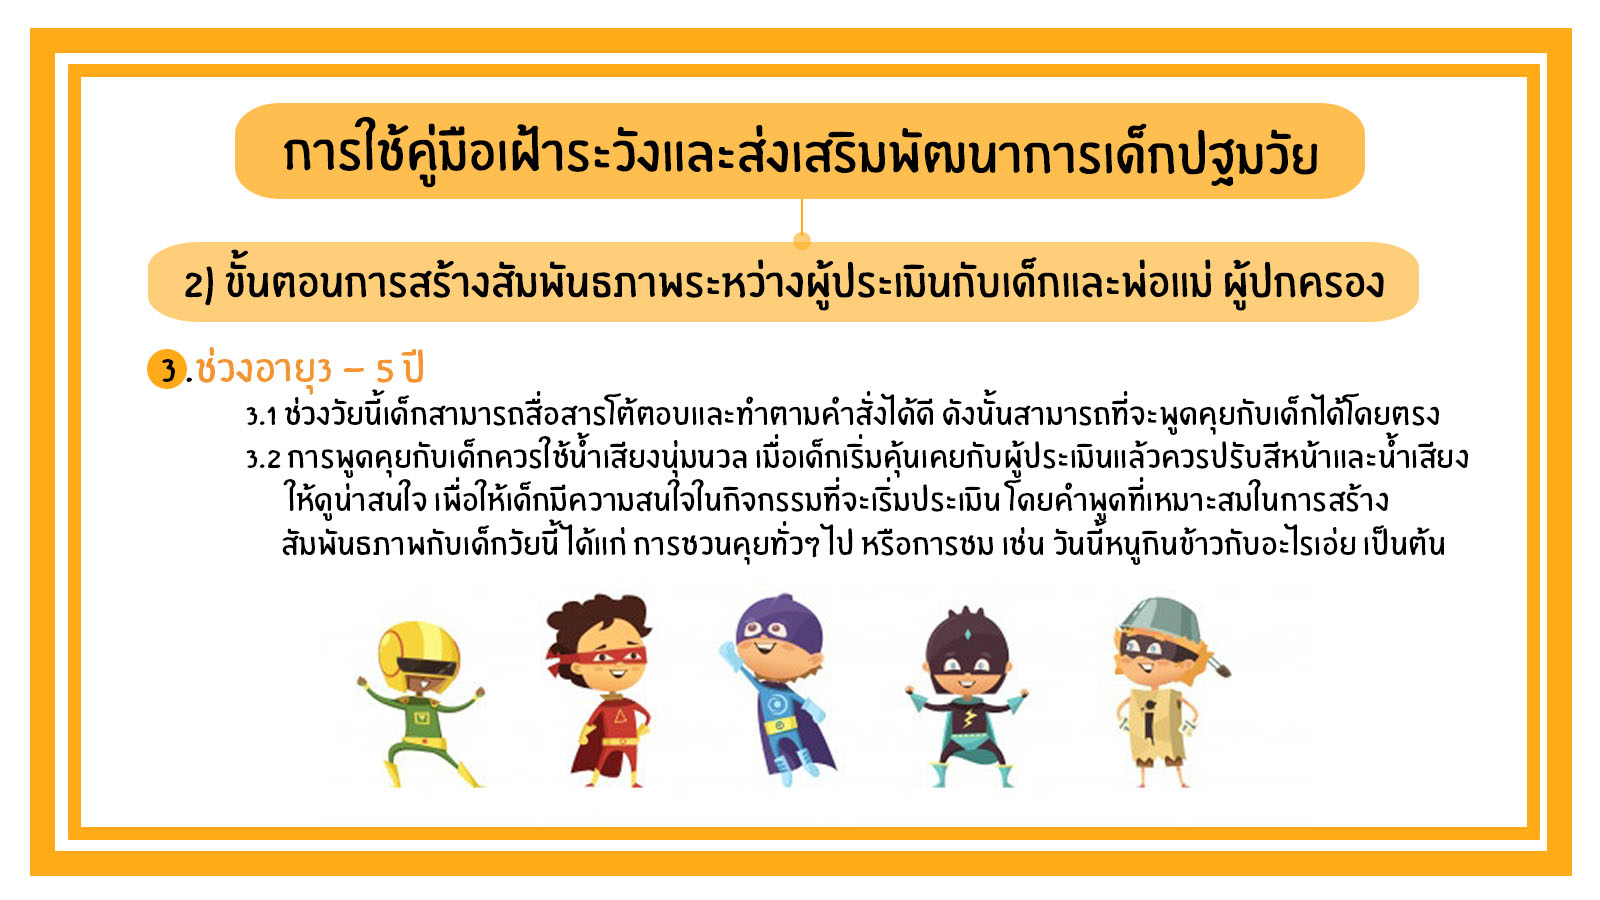 การใช้คู่มือเฝ้าระวังและส่งเสริมพัฒนาการเด็กปฐมวัย
2) ขั้นตอนการสร้างสัมพันธภาพระหว่างผู้ประเมินกับเด็กและพ่อแม่ ผู้ปกครอง
3.ช่วงอายุ3 – 5 ปี
3.1 ช่วงวัยนี้เด็กสามารถสื่อสารโต้ตอบและทำตามคำสั่งได้ดี ดังนั้นสามารถที่จะพูดคุยกับเด็กได้โดยตรง
3.2 การพูดคุยกับเด็กควรใช้น้ำเสียงนุ่มนวล เมื่อเด็กเริ่มคุ้นเคยกับผู้ประเมินแล้วควรปรับสีหน้าและน้ำเสียง
ให้ดูน่าสนใจ เพื่อให้เด็กมีความสนใจในกิจกรรมที่จะเริ่มประเมิน โดยคำพูดที่เหมาะสมในการสร้าง
สัมพันธภาพกับเด็กวัยนี้ ได้แก่ การชวนคุยทั่วๆ ไป หรือการชม เช่น วันนี้หนูกินข้าวกับอะไรเอ่ย เป็นต้น